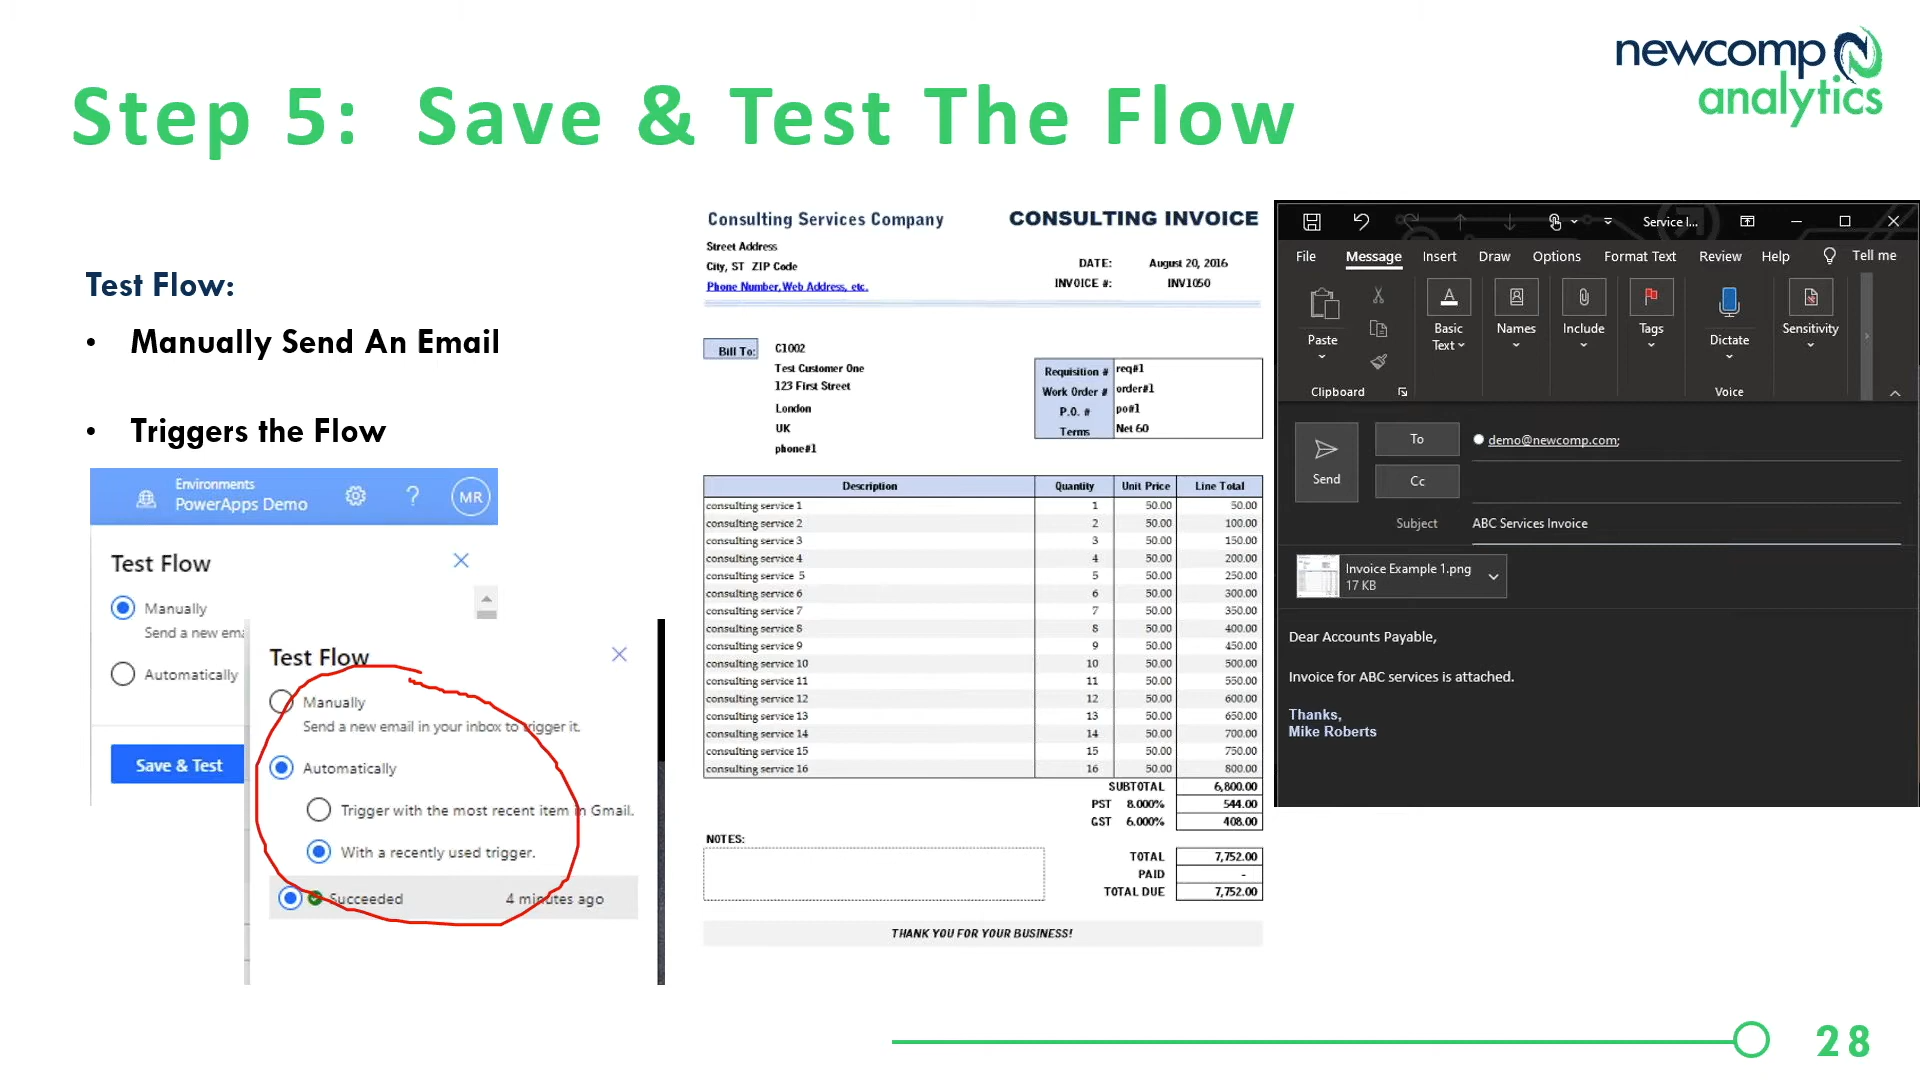 newcomp
analytics
Step 5: Save & Test The Flow
Test Flow:
• Manually Send An Email
• Triggers the Flow
Environments
PowerApps Demo
?
MR
Test Flow
Manually
Send a new ema
Automatically
Save & Test
Test Flow
Manually
Send a new email in your inbox to trigger it.
Automatically
Trigger with the most recent item in Gmail.
With a recently used trigger.
Succeeded 4 minutes ago
Consulting Services Company CONSULTING INVOICE
Street Address
City, ST ZIP Code
Phone Number, Web Address, etc.
DATE: August 20, 2016
INVOICE #: INV1050
Bill To: C1002
Test Customer One
123 First Street
London
UK
phone#1
Requisition # req#1
Work Order # order#1
P.O. # po#1
Terms Net 60
Description Quantity Unit Price Line Total
consulting service 1 1 50.00 50.00
consulting service 2 2 50.00 100.00
consulting service 3 3 50.00 150.00
consulting service 4 4 50.00 200.00
consulting service 5 5 50.00 250.00
consulting service 6 6 50.00 300.00
consulting service 7 7 50.00 350.00
consulting service 8 8 50.00 400.00
consulting service 9 9 50.00 450.00
consulting service 10 10 50.00 500.00
consulting service 11 11 50.00 550.00
consulting service 12 12 50.00 600.00
consulting service 13 13 50.00 650.00
consulting service 14 14 50.00 700.00
consulting service 15 15 50.00 750.00
consulting service 16 16 50.00 800.00
SUBTOTAL 6,800.00
PST 8.000% 544.00
GST 6.000% 408.00
NOTES:
TOTAL 7,752.00
PAID -
TOTAL DUE 7,752.00
THANK YOU FOR YOUR BUSINESS!
Service I...
File Message Insert Draw Options Format Text Review Help Tell me
Paste
Basic Text
Names
Include
Tags
Dictate
Sensitivity
Clipboard
Voice
Send
To demo@newcomp.com;
Cc
Subject ABC Services Invoice
Invoice Example 1.png
17 KB
Dear Accounts Payable,
Invoice for ABC services is attached.
Thanks,
Mike Roberts
28